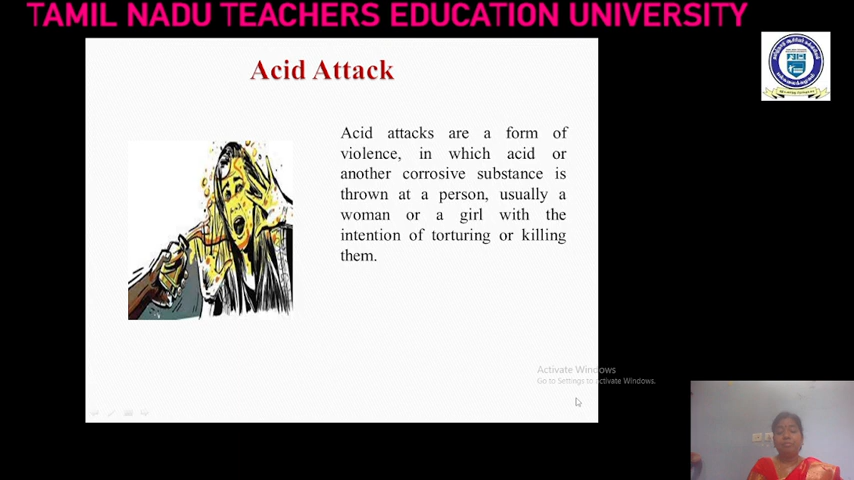 TAMIL NADU TEACHERS EDUCATION UNIVERSITY
Acid Attack
Acid attacks are a form of
violence, in which acid or
another corrosive substance is
thrown at a person, usually a
woman or a girl with the
intention of torturing or killing
them.
Activate Windows
Go to Settings to activate Windows.